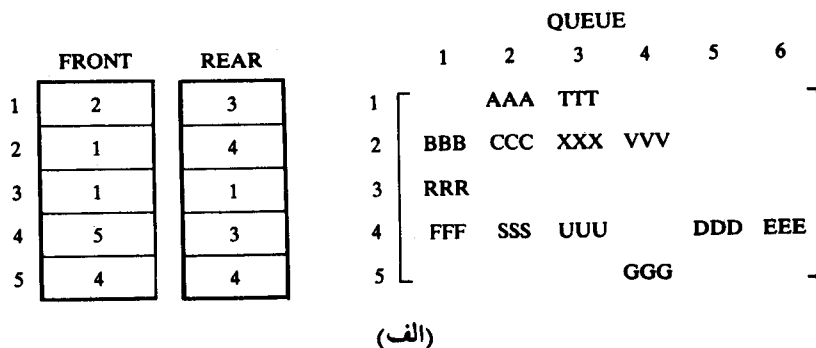 QUEUE
FRONT REAR 1 2 3 4 5 6
1 2 3 1 AAA TTT
2 1 4 2 BBB CCC XXX VVV
3 1 1 3 RRR
4 5 3 4 FFF SSS UUU DDD EEE
5 4 4 5 GGG
(الف)